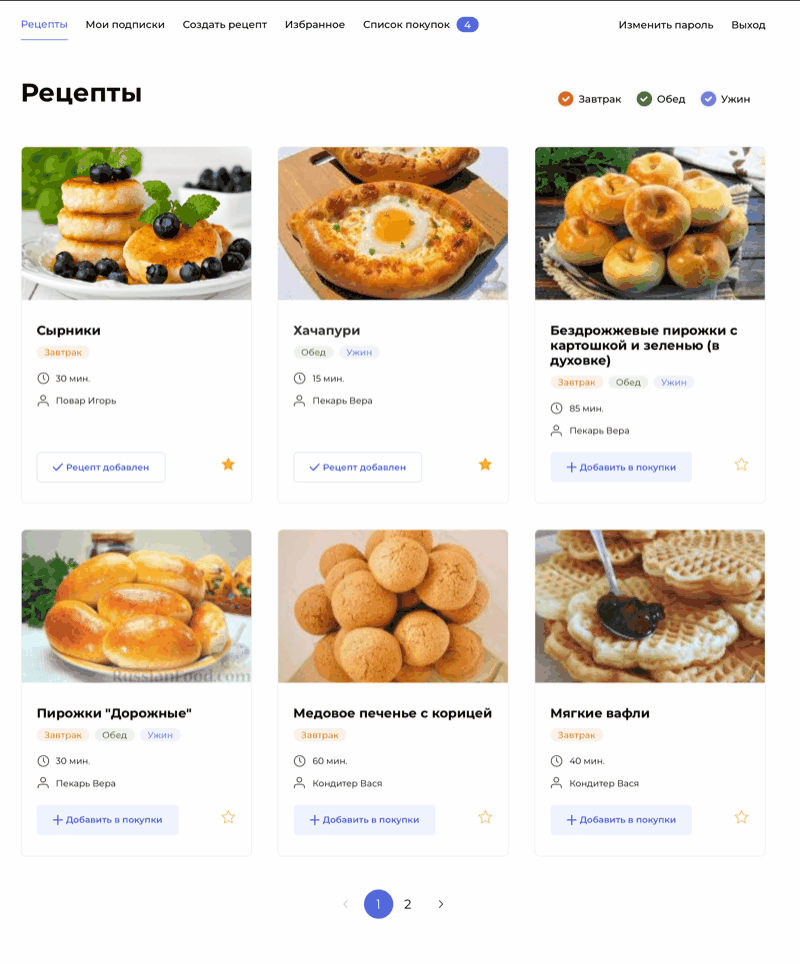 Рецепты Мои подписки Создать рецепт Избранное Список покупок 4 Изменить пароль Выход
Рецепты
Завтрак Обед Ужин
Сырники
Завтрак
30 мин.
Повар Игорь
Рецепт добавлен
Хачапури
Обед Ужин
15 мин.
Пекарь Вера
Рецепт добавлен
Бездрожжевые пирожки с
картошкой и зеленью (в
духовке)
Завтрак Обед Ужин
85 мин.
Пекарь Вера
Добавить в покупки
RussianFood.com
Пирожки "Дорожные"
Завтрак Обед Ужин
30 мин.
Пекарь Вера
Добавить в покупки
Медовое печенье с корицей
Завтрак
60 мин.
Кондитер Вася
Добавить в покупки
Мягкие вафли
Завтрак
40 мин.
Кондитер Вася
Добавить в покупки
1 2